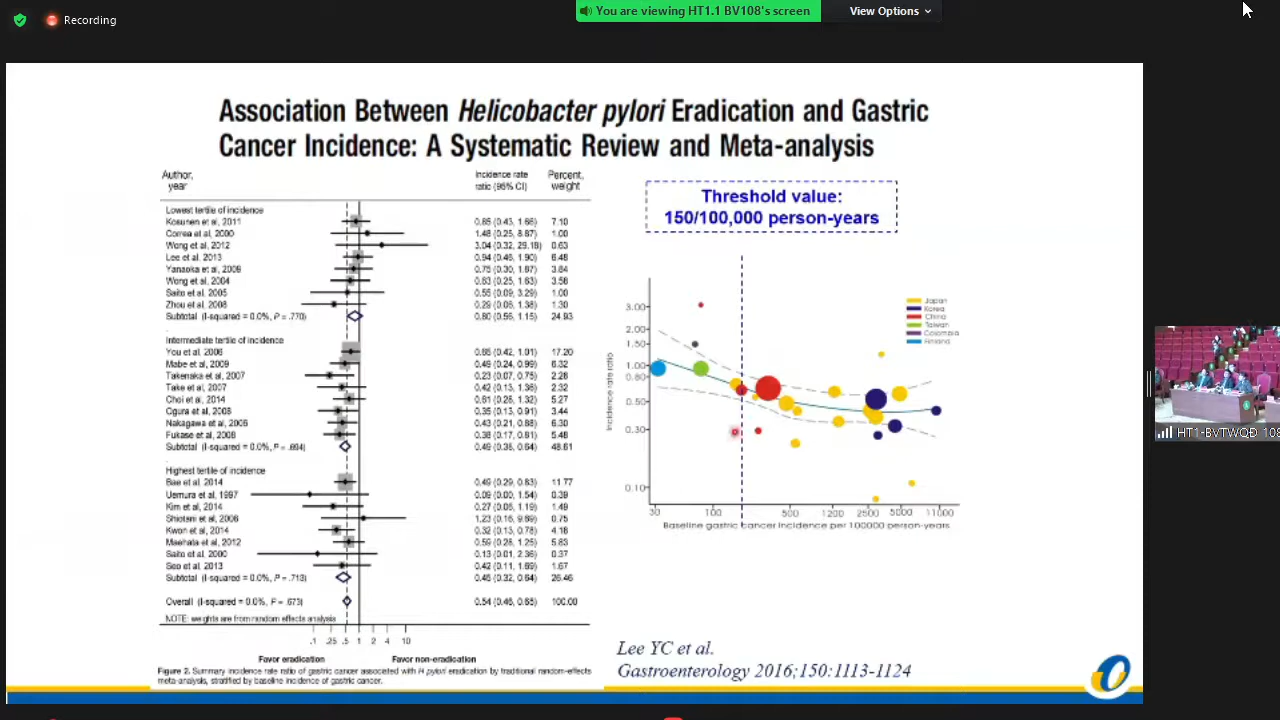 Recording
You are viewing HT1.1 BV108's screen
View Options
Association Between Helicobacter pylori Eradication and Gastric
Cancer Incidence: A Systematic Review and Meta-analysis
Author, year
Incidence rate ratio (95% CI)
Percent, weight
Lowest tertile of incidence
Kosunen et al, 2011 0.85 (0.43, 1.68) 7.10
Correa et al, 2000 1.48 (0.25, 8.87) 1.00
Wong et al, 2012 3.04 (0.32, 29.18) 0.63
Lee et al, 2013 0.94 (0.46, 1.90) 6.48
Yanaoka et al, 2009 0.75 (0.30, 1.87) 3.84
Wong et al, 2004 0.63 (0.25, 1.63) 3.58
Saito et al, 2005 0.55 (0.09, 3.29) 1.00
Zhou et al, 2008 0.29 (0.06, 1.38) 1.30
Subtotal (I-squared = 0.0%, P = .770) 0.80 (0.56, 1.15) 24.93
Intermediate tertile of incidence
You et al, 2006 0.65 (0.42, 1.01) 17.20
Mabe et al, 2009 0.49 (0.24, 0.99) 6.32
Takenaka et al, 2007 0.23 (0.07, 0.75) 2.28
Take et al, 2007 0.42 (0.13, 1.36) 2.32
Choi et al, 2014 0.61 (0.28, 1.32) 5.27
Ogura et al, 2008 0.35 (0.13, 0.91) 3.44
Nakagawa et al, 2006 0.43 (0.21, 0.88) 6.30
Fukase et al, 2008 0.38 (0.17, 0.81) 5.48
Subtotal (I-squared = 0.0%, P = .694) 0.49 (0.38, 0.64) 48.61
Highest tertile of incidence
Bae et al, 2014 0.49 (0.29, 0.83) 11.77
Uemura et al, 1997 0.09 (0.00, 1.54) 0.39
Kim et al, 2014 0.27 (0.06, 1.19) 1.49
Shiotani et al, 2006 1.23 (0.16, 9.69) 0.75
Kwon et al, 2014 0.32 (0.13, 0.78) 4.18
Maehata et al, 2012 0.59 (0.28, 1.25) 5.83
Saito et al, 2000 0.13 (0.01, 2.36) 0.37
Seo et al, 2013 0.42 (0.11, 1.69) 1.67
Subtotal (I-squared = 0.0%, P = .713) 0.45 (0.32, 0.64) 26.46
Overall (I-squared = 0.0%, P = .673) 0.54 (0.46, 0.65) 100.00
NOTE: weights are from random effects analysis
.1 .25 .5 1 2 4 10
Favor eradication Favor non-eradication
Figure 2. Summary incidence rate ratio of gastric cancer associated with H pylori eradication by traditional random-effects
meta-analysis, stratified by baseline incidence of gastric cancer.
Threshold value:
150/100,000 person-years
Incidence rate ratio
3.00
2.00
1.50
1.00
0.80
0.50
0.30
0.10
Japan
Korea
China
Taiwan
Colombia
Finland
30 100 500 1200 2500 5000 11000
Baseline gastric cancer incidence per 100000 person-years
Lee YC et al.
Gastroenterology 2016;150:1113-1124
HT1-BVTWQĐ 108